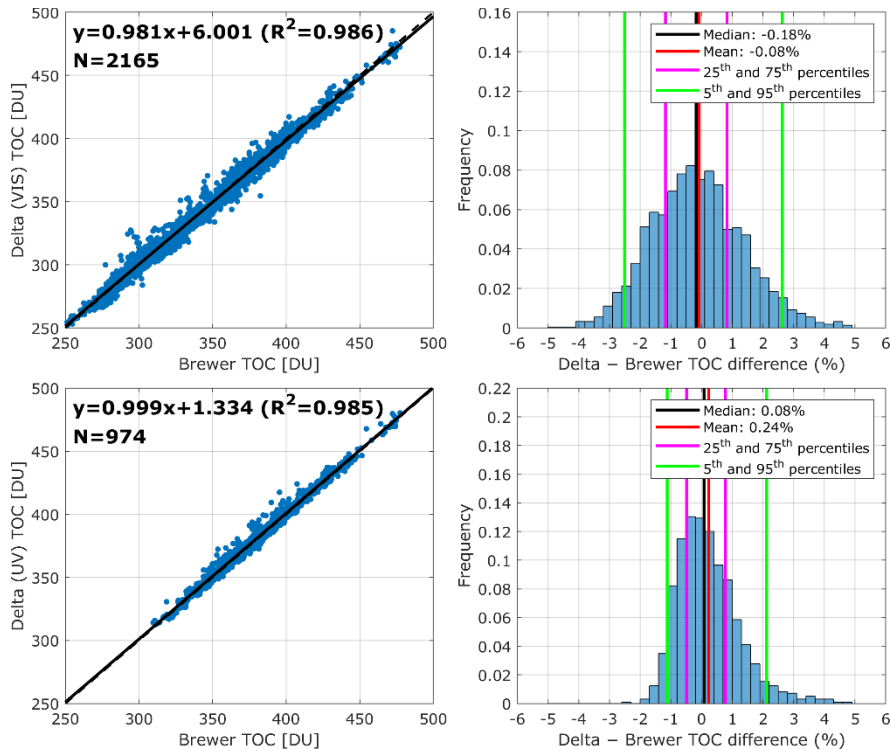 y=0.981x+6.001 (R²=0.986)
N=2165
500
450
400
350
300
250
Delta (VIS) TOC [DU]
250 300 350 400 450 500
Brewer TOC [DU]
Median: -0.18%
Mean: -0.08%
25th and 75th percentiles
5th and 95th percentiles
0.16
0.14
0.12
0.1
0.08
0.06
0.04
0.02
0
Frequency
-6 -5 -4 -3 -2 -1 0 1 2 3 4 5 6
Delta − Brewer TOC difference (%)
y=0.999x+1.334 (R²=0.985)
N=974
500
450
400
350
300
250
Delta (UV) TOC [DU]
250 300 350 400 450 500
Brewer TOC [DU]
Median: 0.08%
Mean: 0.24%
25th and 75th percentiles
5th and 95th percentiles
0.22
0.2
0.18
0.16
0.14
0.12
0.1
0.08
0.06
0.04
0.02
0
Frequency
-6 -5 -4 -3 -2 -1 0 1 2 3 4 5 6
Delta − Brewer TOC difference (%)